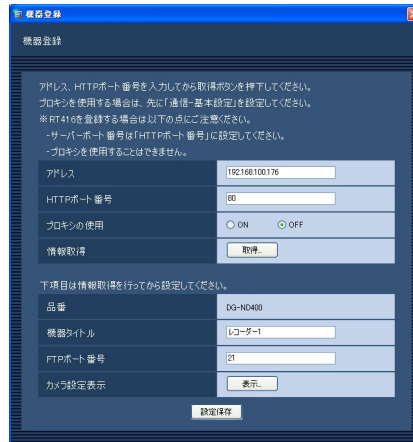 機器登録
機器登録
アドレス、HTTPポート番号を入力してから取得ボタンを押下してください。
プロキシを使用する場合は、先に「通信-基本設定」を設定してください。
※RT416を登録する場合は以下の点にご注意ください。
-サーバーポート番号は「HTTPポート番号」に設定してください。
-プロキシを使用することはできません。
アドレス 192.168.100.176
HTTPポート番号 80
プロキシの使用 ON OFF
情報取得 取得...
下項目は情報取得を行ってから設定してください。
品番 DG-ND400
機器タイトル レコーダー1
FTPポート番号 21
カメラ設定表示 表示...
設定保存